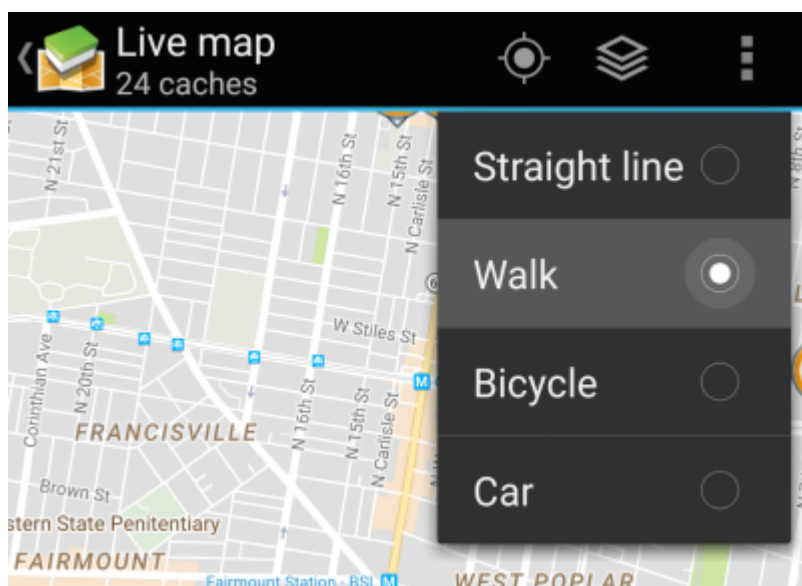 Live map
24 caches
Straight line
Walk
Bicycle
Car
N 21st St
N 16th St
N 15th St
N Carlisle St
W Stiles St
Corinthian Ave
N 20th St
N 16th St
N 15th St
N Carlisle St
M
FRANCISVILLE
Brown St
stern State Penitentiary
FAIRMOUNT
Fairmount Station - BSL M
WEST POPLAR